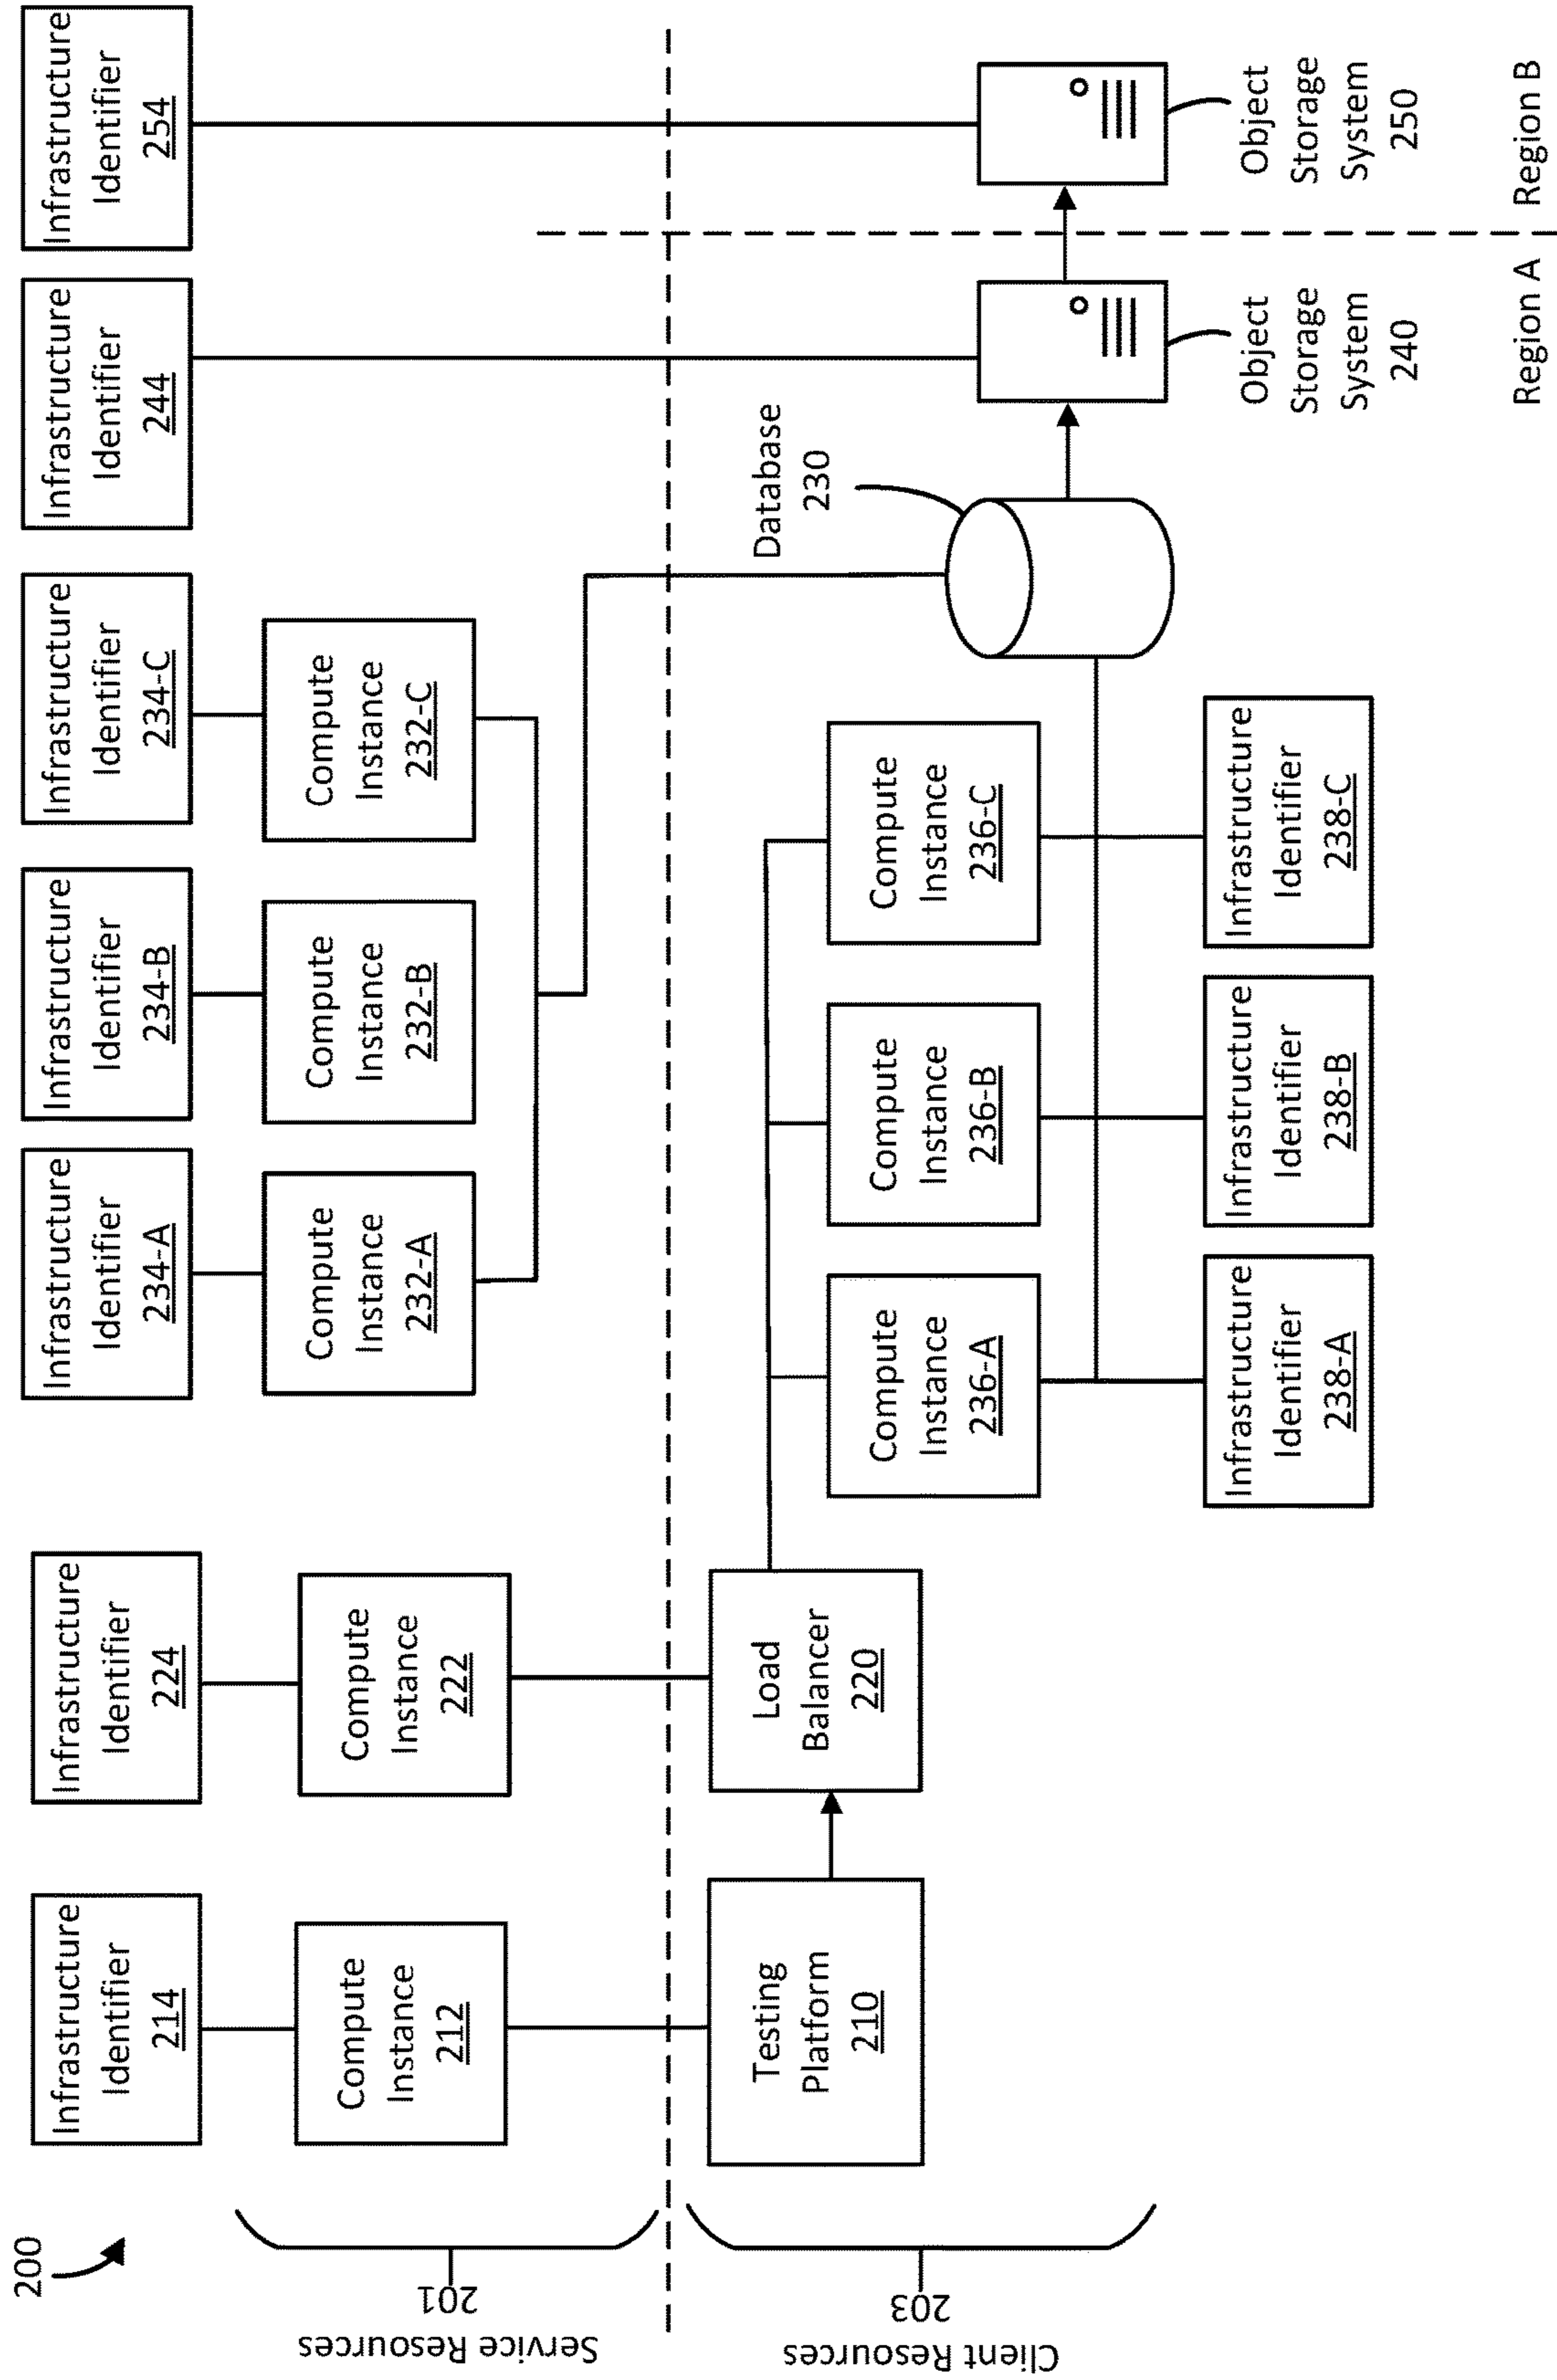 200
Infrastructure
Identifier
214
Infrastructure
Identifier
224
Infrastructure
Identifier
234-A
Infrastructure
Identifier
234-B
Infrastructure
Identifier
234-C
Infrastructure
Identifier
244
Infrastructure
Identifier
254
Service Resources
201
Compute
Instance
212
Compute
Instance
222
Compute
Instance
232-A
Compute
Instance
232-B
Compute
Instance
232-C
Client Resources
203
Testing
Platform
210
Load
Balancer
220
Compute
Instance
236-A
Compute
Instance
236-B
Compute
Instance
236-C
Database
230
Infrastructure
Identifier
238-A
Infrastructure
Identifier
238-B
Infrastructure
Identifier
238-C
Object
Storage
System
240
Object
Storage
System
250
Region A
Region B